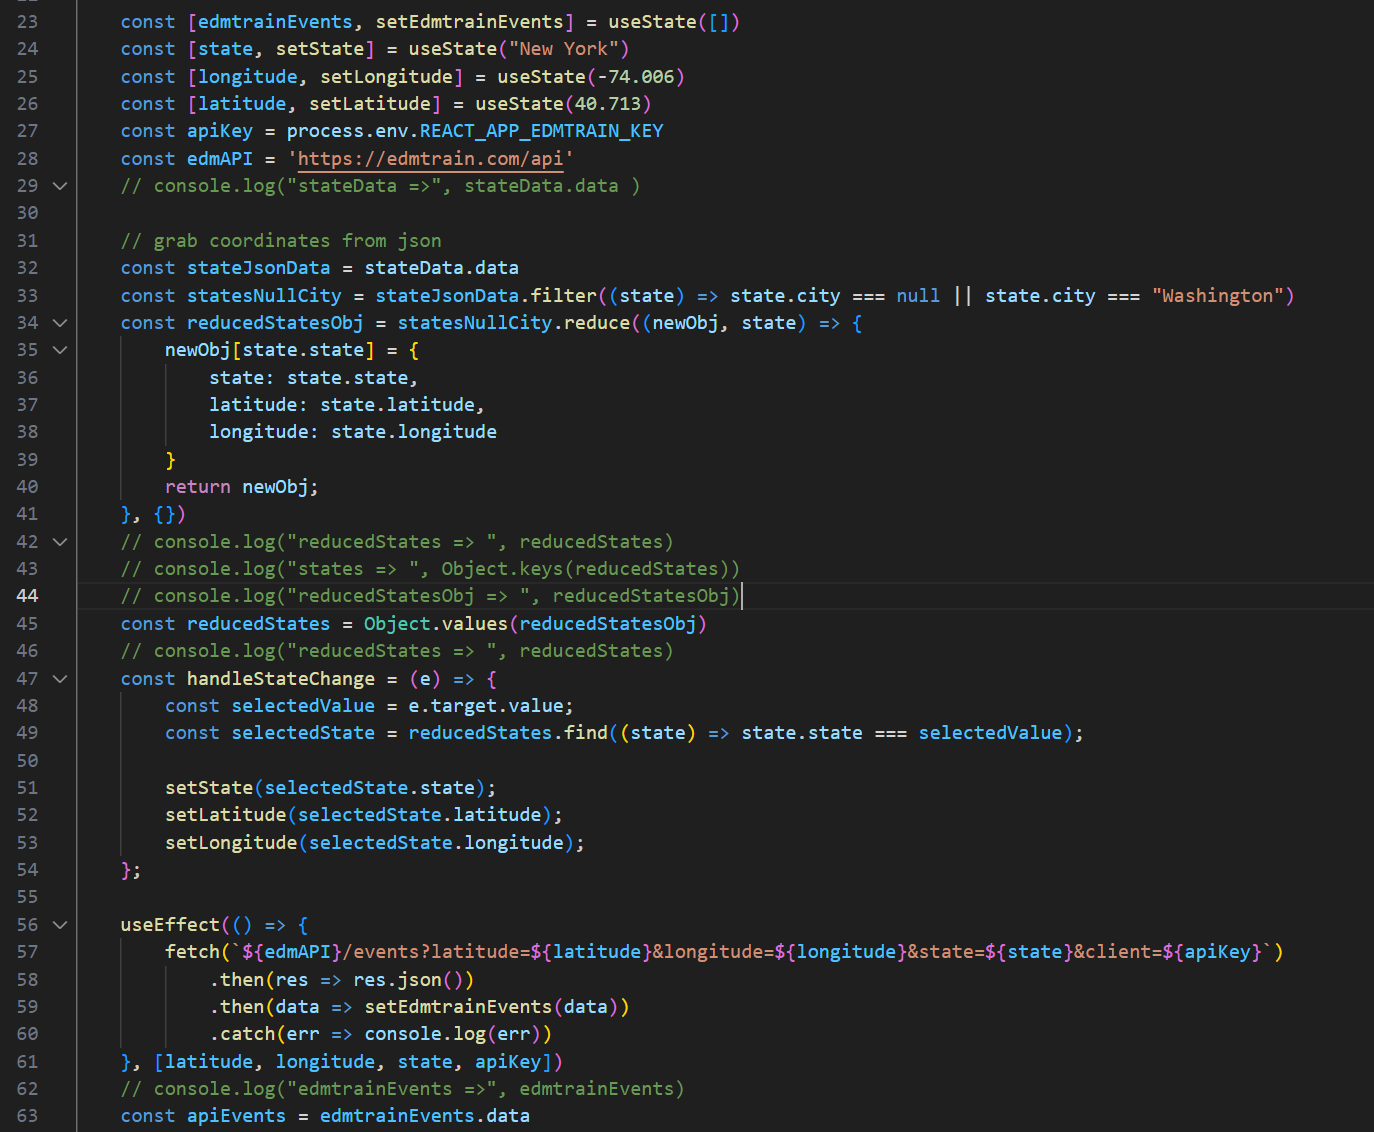 23 const [edmtrainEvents, setEdmtrainEvents] = useState([])
24 const [state, setState] = useState("New York")
25 const [longitude, setLongitude] = useState(-74.006)
26 const [latitude, setLatitude] = useState(40.713)
27 const apiKey = process.env.REACT_APP_EDMTRAIN_KEY
28 const edmAPI = 'https://edmtrain.com/api'
29 // console.log("stateData =>", stateData.data )
30
31 // grab coordinates from json
32 const stateJsonData = stateData.data
33 const statesNullCity = stateJsonData.filter((state) => state.city === null || state.city === "Washington")
34 const reducedStatesObj = statesNullCity.reduce((newObj, state) => {
35 newObj[state.state] = {
36 state: state.state,
37 latitude: state.latitude,
38 longitude: state.longitude
39 }
40 return newObj;
41 }, {})
42 // console.log("reducedStates => ", reducedStates)
43 // console.log("states => ", Object.keys(reducedStates))
44 // console.log("reducedStatesObj => ", reducedStatesObj)
45 const reducedStates = Object.values(reducedStatesObj)
46 // console.log("reducedStates => ", reducedStates)
47 const handleStateChange = (e) => {
48 const selectedValue = e.target.value;
49 const selectedState = reducedStates.find((state) => state.state === selectedValue);
50
51 setState(selectedState.state);
52 setLatitude(selectedState.latitude);
53 setLongitude(selectedState.longitude);
54 };
55
56 useEffect(() => {
57 fetch(`${edmAPI}/events?latitude=${latitude}&longitude=${longitude}&state=${state}&client=${apiKey}`)
58 .then(res => res.json())
59 .then(data => setEdmtrainEvents(data))
60 .catch(err => console.log(err))
61 }, [latitude, longitude, state, apiKey])
62 // console.log("edmtrainEvents =>", edmtrainEvents)
63 const apiEvents = edmtrainEvents.data